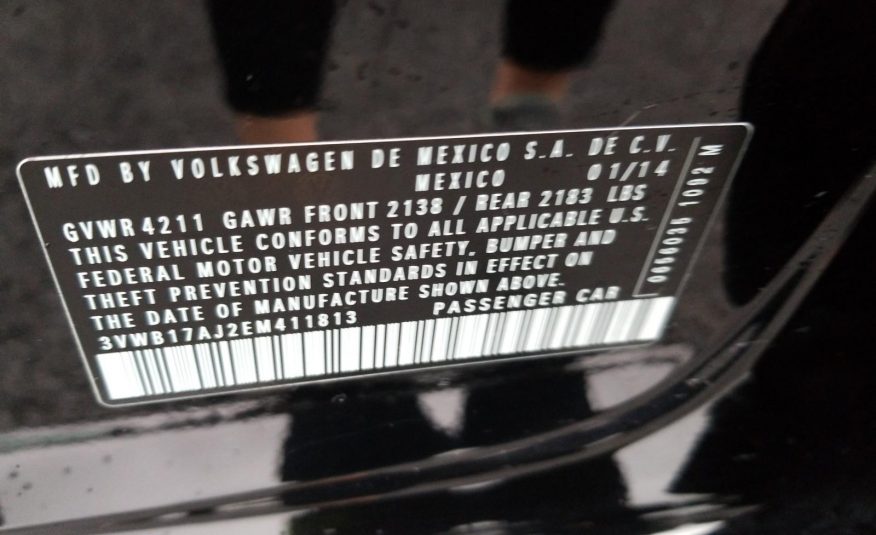 MFD BY VOLKSWAGEN DE MEXICO S.A. DE C.V.
MEXICO 01/14
GVWR 4211 GAWR FRONT 2138 / REAR 2183 LBS
THIS VEHICLE CONFORMS TO ALL APPLICABLE U.S.
FEDERAL MOTOR VEHICLE SAFETY, BUMPER AND
THEFT PREVENTION STANDARDS IN EFFECT ON
THE DATE OF MANUFACTURE SHOWN ABOVE.
3VWB17AJ2EM411813 PASSENGER CAR
1092 M